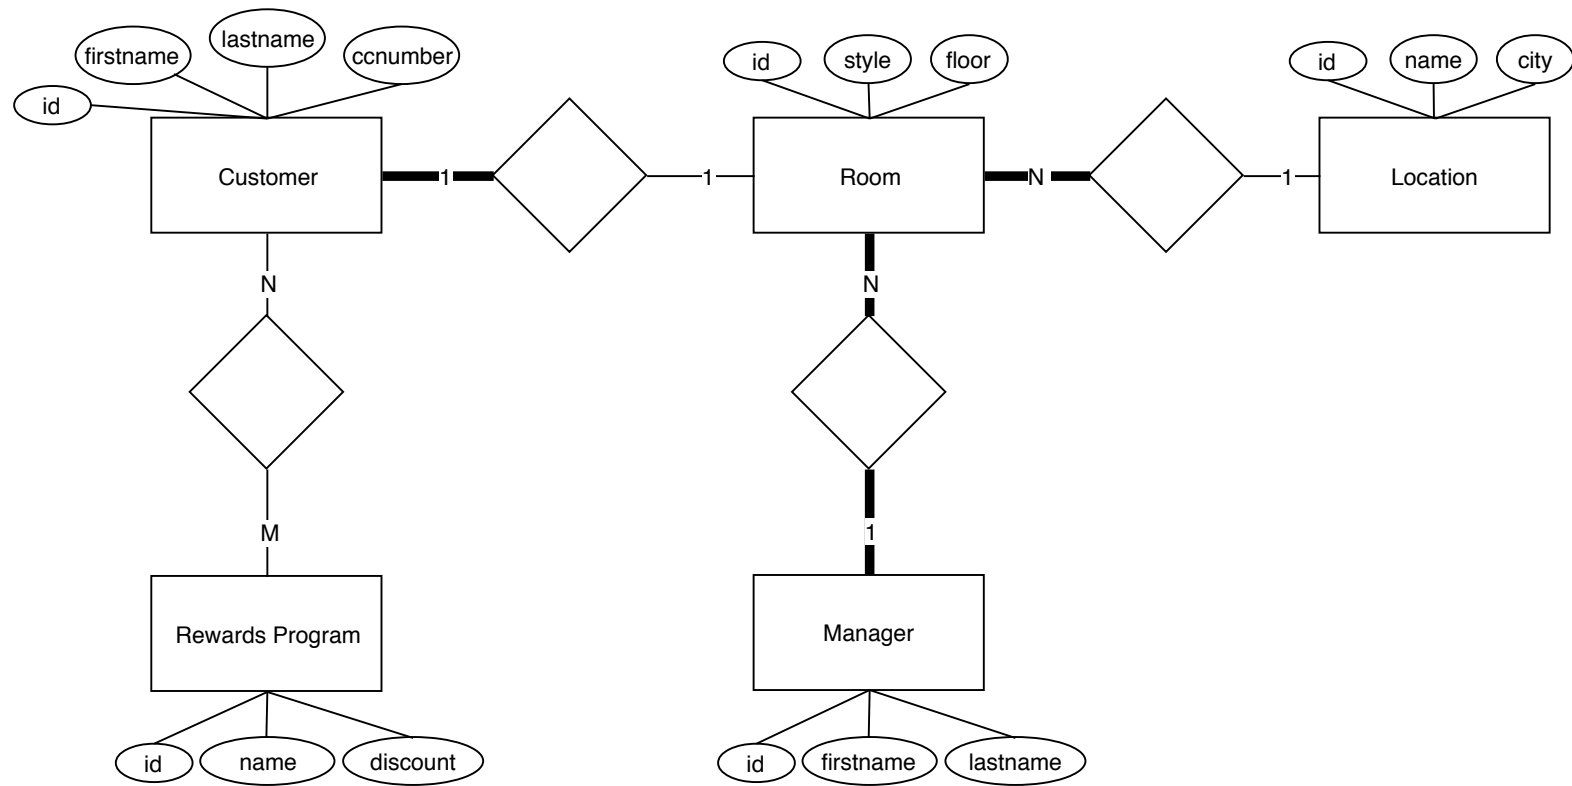 firstname
lastname
ccnumber
id
id
style
floor
id
name
city
Customer
1
1
Room
N
1
Location
N
N
M
1
Rewards Program
Manager
id
name
discount
id
firstname
lastname